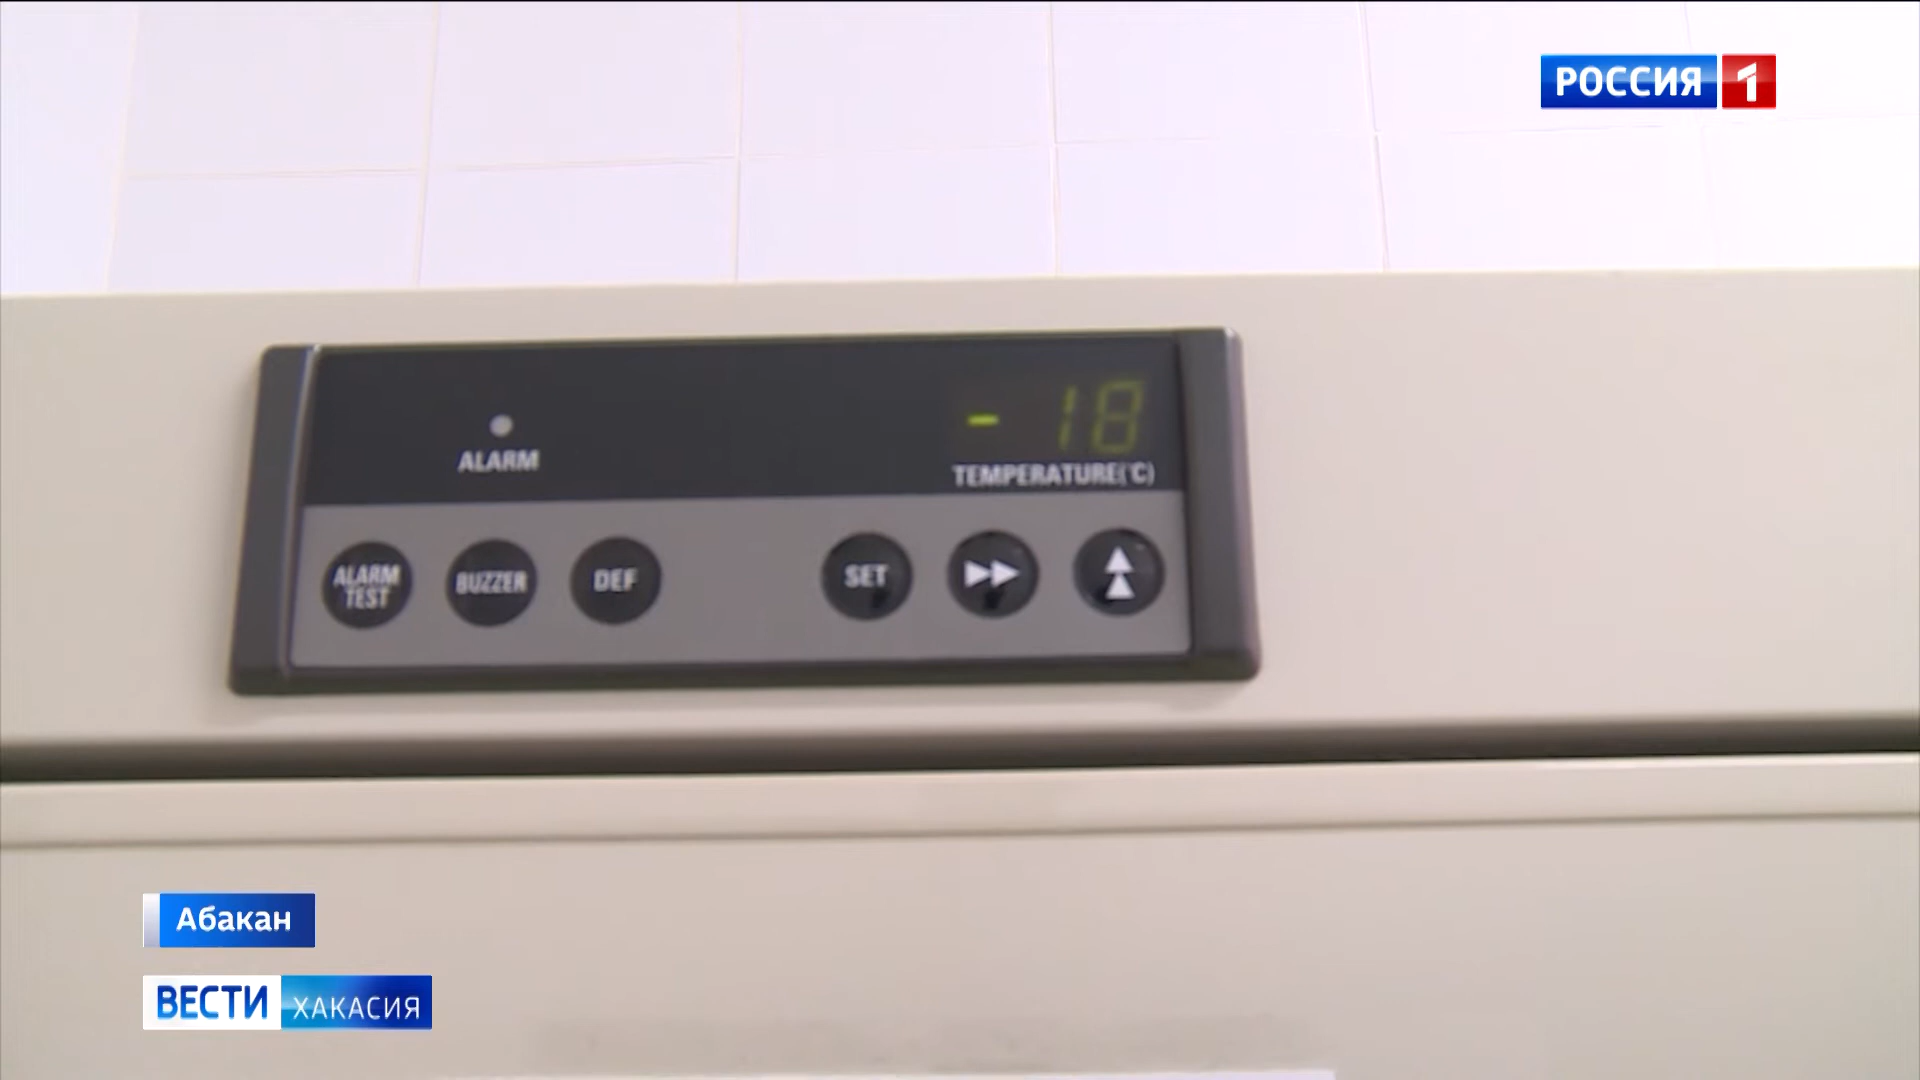 РОССИЯ 1
- 18
ALARM
TEMPERATURE(°C)
ALARM TEST
BUZZER
DEF
SET
Абакан
ВЕСТИ ХАКАСИЯ